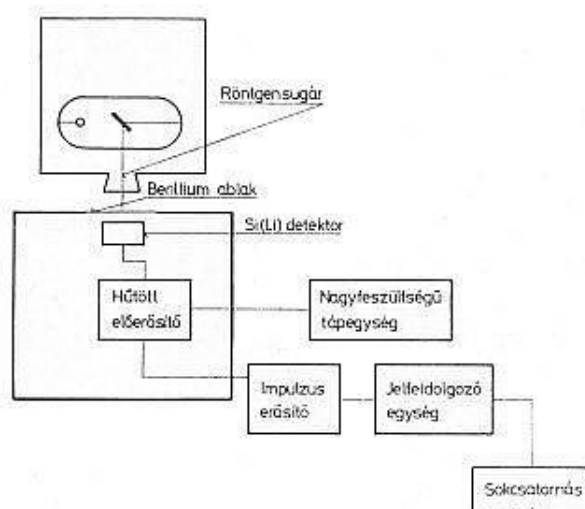 Röntgensugár
Berillium ablak
Si(Li) detektor
Hűtött
előerősítő
Nagyfeszültségű
tápegység
Impulzus
erősítő
Jelfeldolgozó
egység
Sokcsatornás